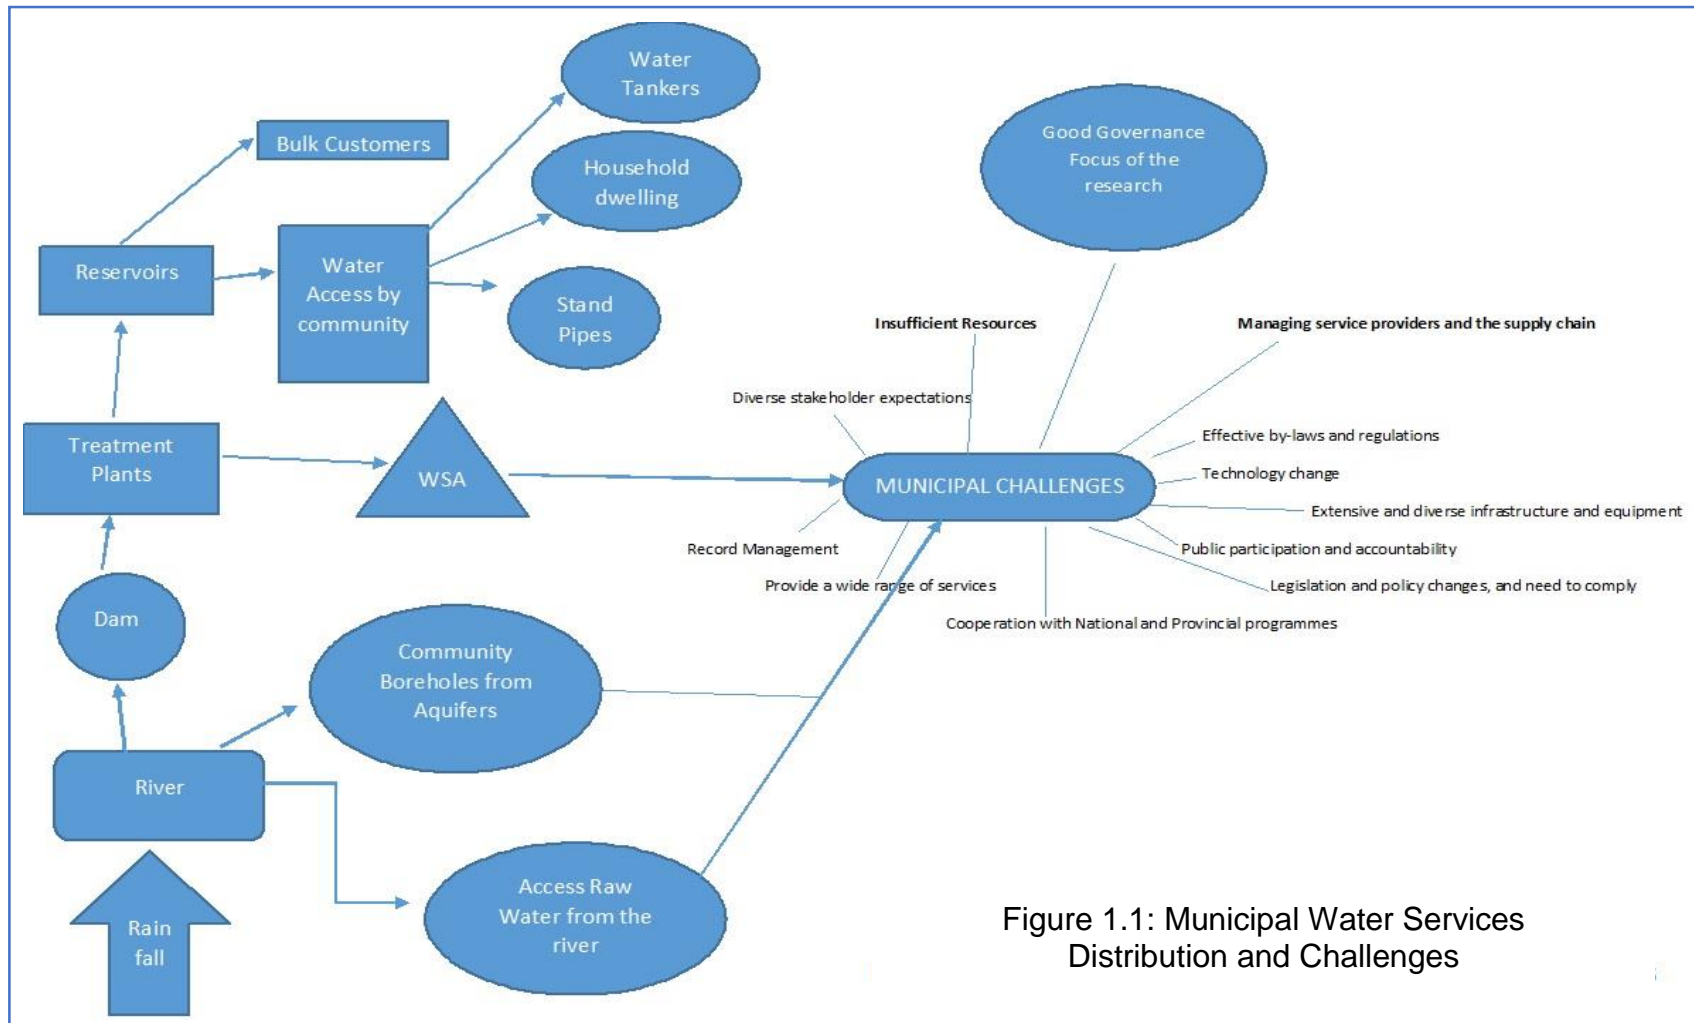 Water
Tankers
Bulk Customers
Household
dwelling
Good Governance
Focus of the
research
Reservoirs
Water
Access by
community
Stand
Pipes
Insufficient Resources
Managing service providers and the supply chain
Diverse stakeholder expectations
Treatment
Plants
WSA
MUNICIPAL CHALLENGES
Effective by-laws and regulations
Technology change
Extensive and diverse infrastructure and equipment
Record Management
Public participation and accountability
Provide a wide range of services
Legislation and policy changes, and need to comply
Cooperation with National and Provincial programmes
Dam
Community
Boreholes from
Aquifers
River
Access Raw
Water from the
river
Rain
fall
Figure 1.1: Municipal Water Services
Distribution and Challenges